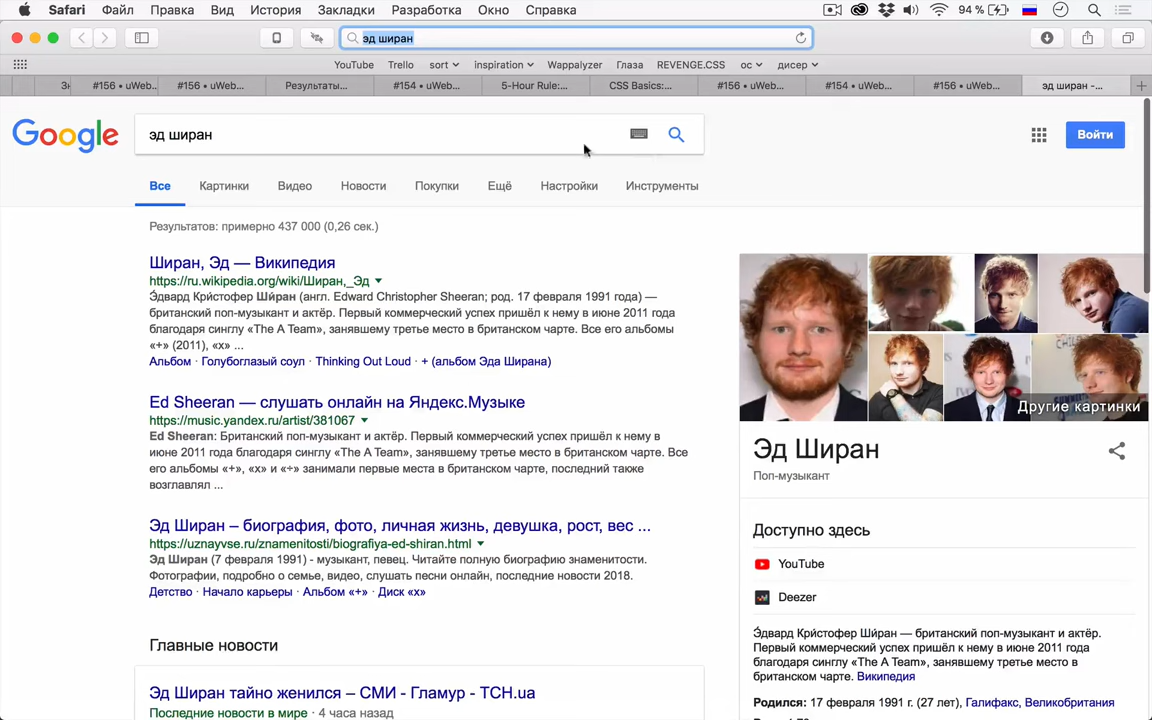 Safari Файл Правка Вид История Закладки Разработка Окно Справка 94 %
эд ширан
YouTube Trello sort inspiration Wappalyzer Глаза REVENGE.CSS ос дисер
Зн #156 • uWeb... #156 • uWeb... Результаты... #154 • uWeb... 5-Hour Rule:... CSS Basics:... #156 • uWeb... #154 • uWeb... #156 • uWeb... эд ширан -...
Google эд ширан Войти
Все Картинки Видео Новости Покупки Ещё Настройки Инструменты
Результатов: примерно 437 000 (0,26 сек.)
Ширан, Эд — Википедия
https://ru.wikipedia.org/wiki/Ширан,_Эд
Э́двард Кри́стофер Ши́ран (англ. Edward Christopher Sheeran; род. 17 февраля 1991 года) —
британский поп-музыкант и актёр. Первый коммерческий успех пришёл к нему в июне 2011 года
благодаря синглу «The A Team», занявшему третье место в британском чарте. Все его альбомы
«+» (2011), «x» ...
Альбом · Голубоглазый соул · Thinking Out Loud · + (альбом Эда Ширана)
Ed Sheeran — слушать онлайн на Яндекс.Музыке
https://music.yandex.ru/artist/381067
Ed Sheeran: Британский поп-музыкант и актёр. Первый коммерческий успех пришёл к нему в
июне 2011 года благодаря синглу «The A Team», занявшему третье место в британском чарте. Все
его альбомы «+», «x» и «÷» занимали первые места в британском чарте, последний также
возглавлял ...
Эд Ширан – биография, фото, личная жизнь, девушка, рост, вес ...
https://uznayvse.ru/znamenitosti/biografiya-ed-shiran.html
Эд Ширан (7 февраля 1991) - музыкант, певец. Читайте полную биографию знаменитости.
Фотографии, подробно о семье, видео, слушать песни онлайн, последние новости 2018.
Детство · Начало карьеры · Альбом «+» · Диск «x»
Главные новости
Эд Ширан тайно женился – СМИ - Гламур - ТСН.ua
Последние новости в мире · 4 часа назад
Другие картинки
Эд Ширан
Поп-музыкант
Доступно здесь
YouTube
Deezer
Э́двард Кри́стофер Ши́ран — британский поп-музыкант и актёр.
Первый коммерческий успех пришёл к нему в июне 2011 года
благодаря синглу «The A Team», занявшему третье место в
британском чарте. Википедия
Родился: 17 февраля 1991 г. (27 лет), Галифакс, Великобритания